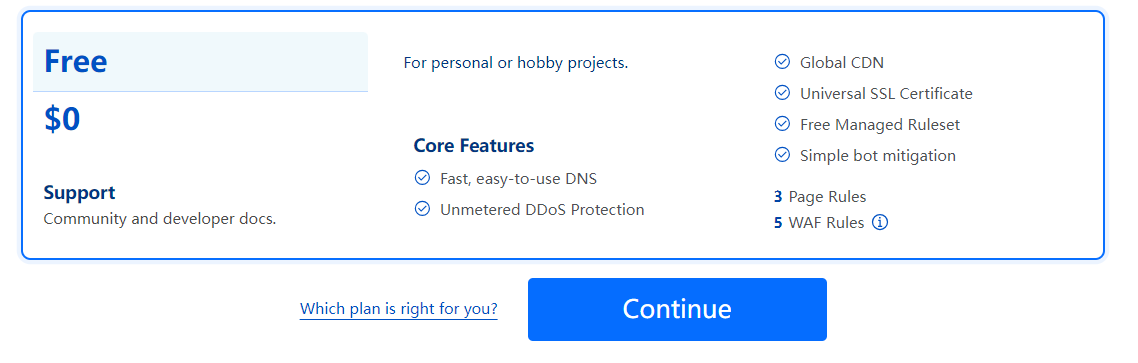 Free
$0
Support
Community and developer docs.
For personal or hobby projects.
Core Features
Fast, easy-to-use DNS
Unmetered DDoS Protection
Global CDN
Universal SSL Certificate
Free Managed Ruleset
Simple bot mitigation
3 Page Rules
5 WAF Rules
Which plan is right for you?
Continue